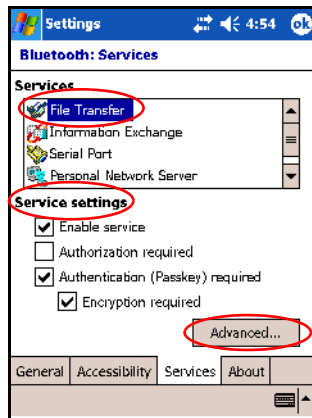 Settings 4:54 ok
Bluetooth: Services
Services
File Transfer
Information Exchange
Serial Port
Personal Network Server
Service settings
Enable service
Authorization required
Authentication (Passkey) required
Encryption required
Advanced...
General Accessibility Services About